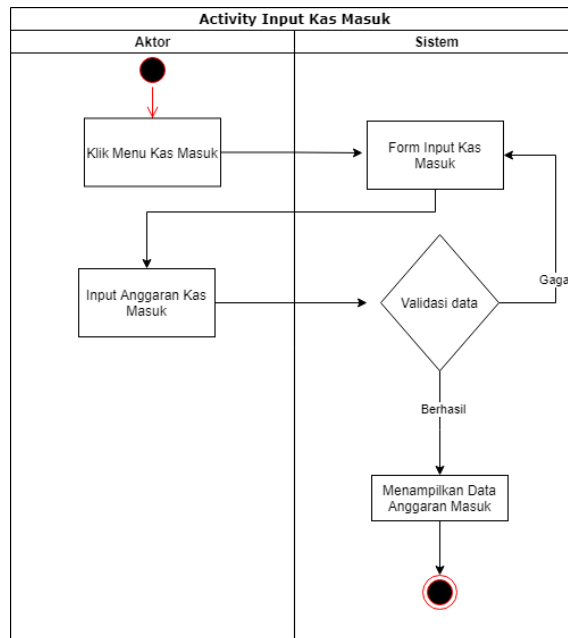 Activity Input Kas Masuk
Aktor
Sistem
Klik Menu Kas Masuk
Form Input Kas
Masuk
Input Anggaran Kas
Masuk
Validasi data
Gaga
Berhasil
Menampilkan Data
Anggaran Masuk